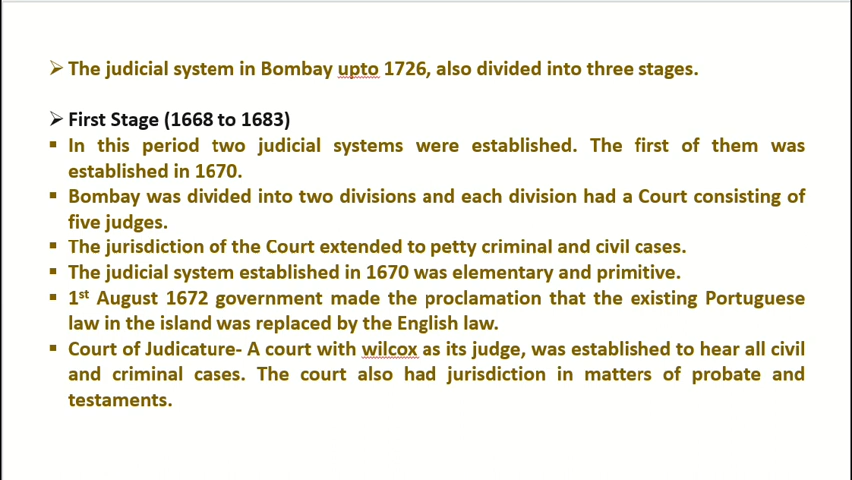 ➢ The judicial system in Bombay upto 1726, also divided into three stages.
➢ First Stage (1668 to 1683)
▪ In this period two judicial systems were established. The first of them was
established in 1670.
▪ Bombay was divided into two divisions and each division had a Court consisting of
five judges.
▪ The jurisdiction of the Court extended to petty criminal and civil cases.
▪ The judicial system established in 1670 was elementary and primitive.
▪ 1st August 1672 government made the proclamation that the existing Portuguese
law in the island was replaced by the English law.
▪ Court of Judicature- A court with wilcox as its judge, was established to hear all civil
and criminal cases. The court also had jurisdiction in matters of probate and
testaments.